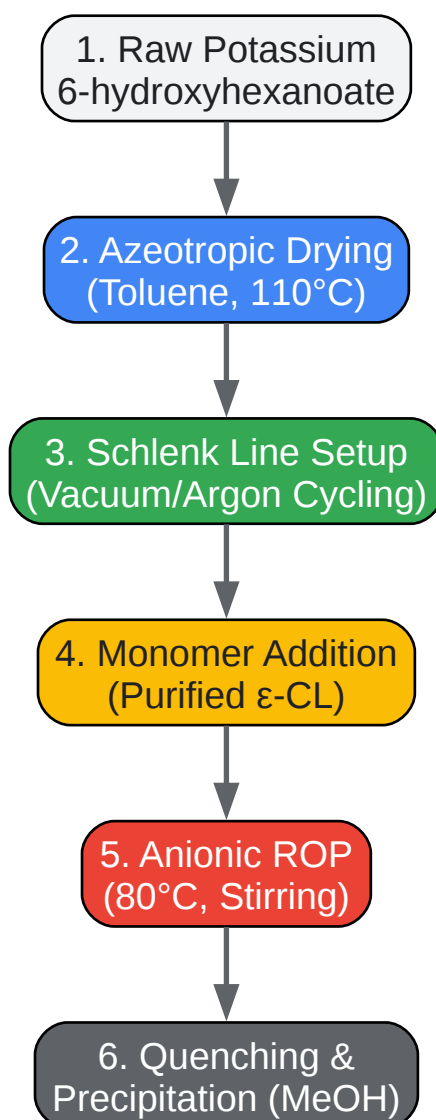 1. Raw Potassium
6-hydroxyhexanoate
2. Azeotropic Drying
(Toluene, 110°C)
3. Schlenk Line Setup
(Vacuum/Argon Cycling)
4. Monomer Addition
(Purified ε-CL)
5. Anionic ROP
(80°C, Stirring)
6. Quenching &
Precipitation (MeOH)